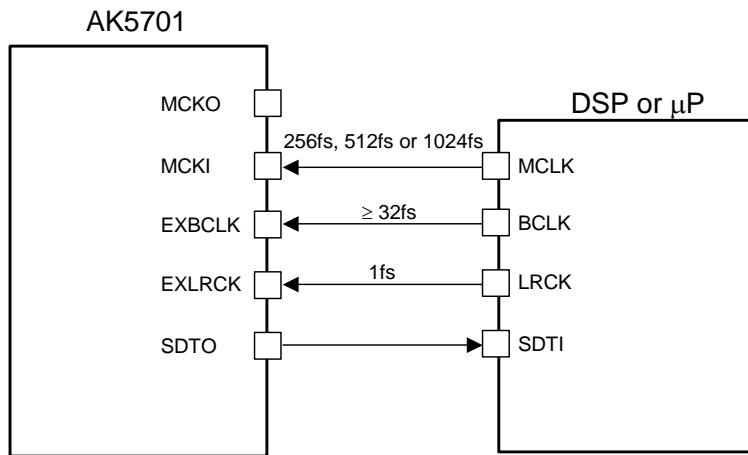 AK5701
DSP or μP
MCKO
256fs, 512fs or 1024fs
MCKI
MCLK
≥ 32fs
EXBCLK
BCLK
1fs
EXLRCK
LRCK
SDTO
SDTI